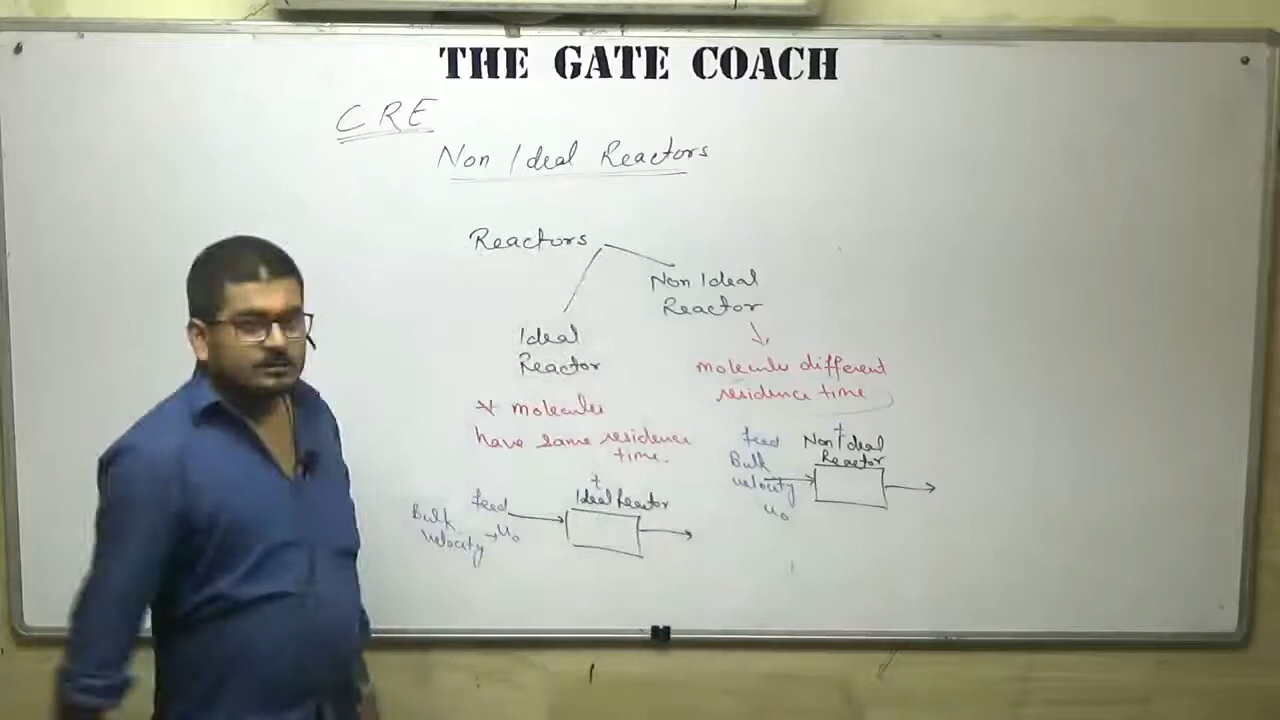 THE GATE COACH
CRE
Non Ideal Reactors
Reactors
Non Ideal
Reactor
Ideal
Reactor
molecules different
residence time
* molecules
have same residence
time.
t
Ideal Reactor
feed
Bulk
velocity → u₀
t
Non Ideal
Reactor
feed
Bulk
velocity
u₀